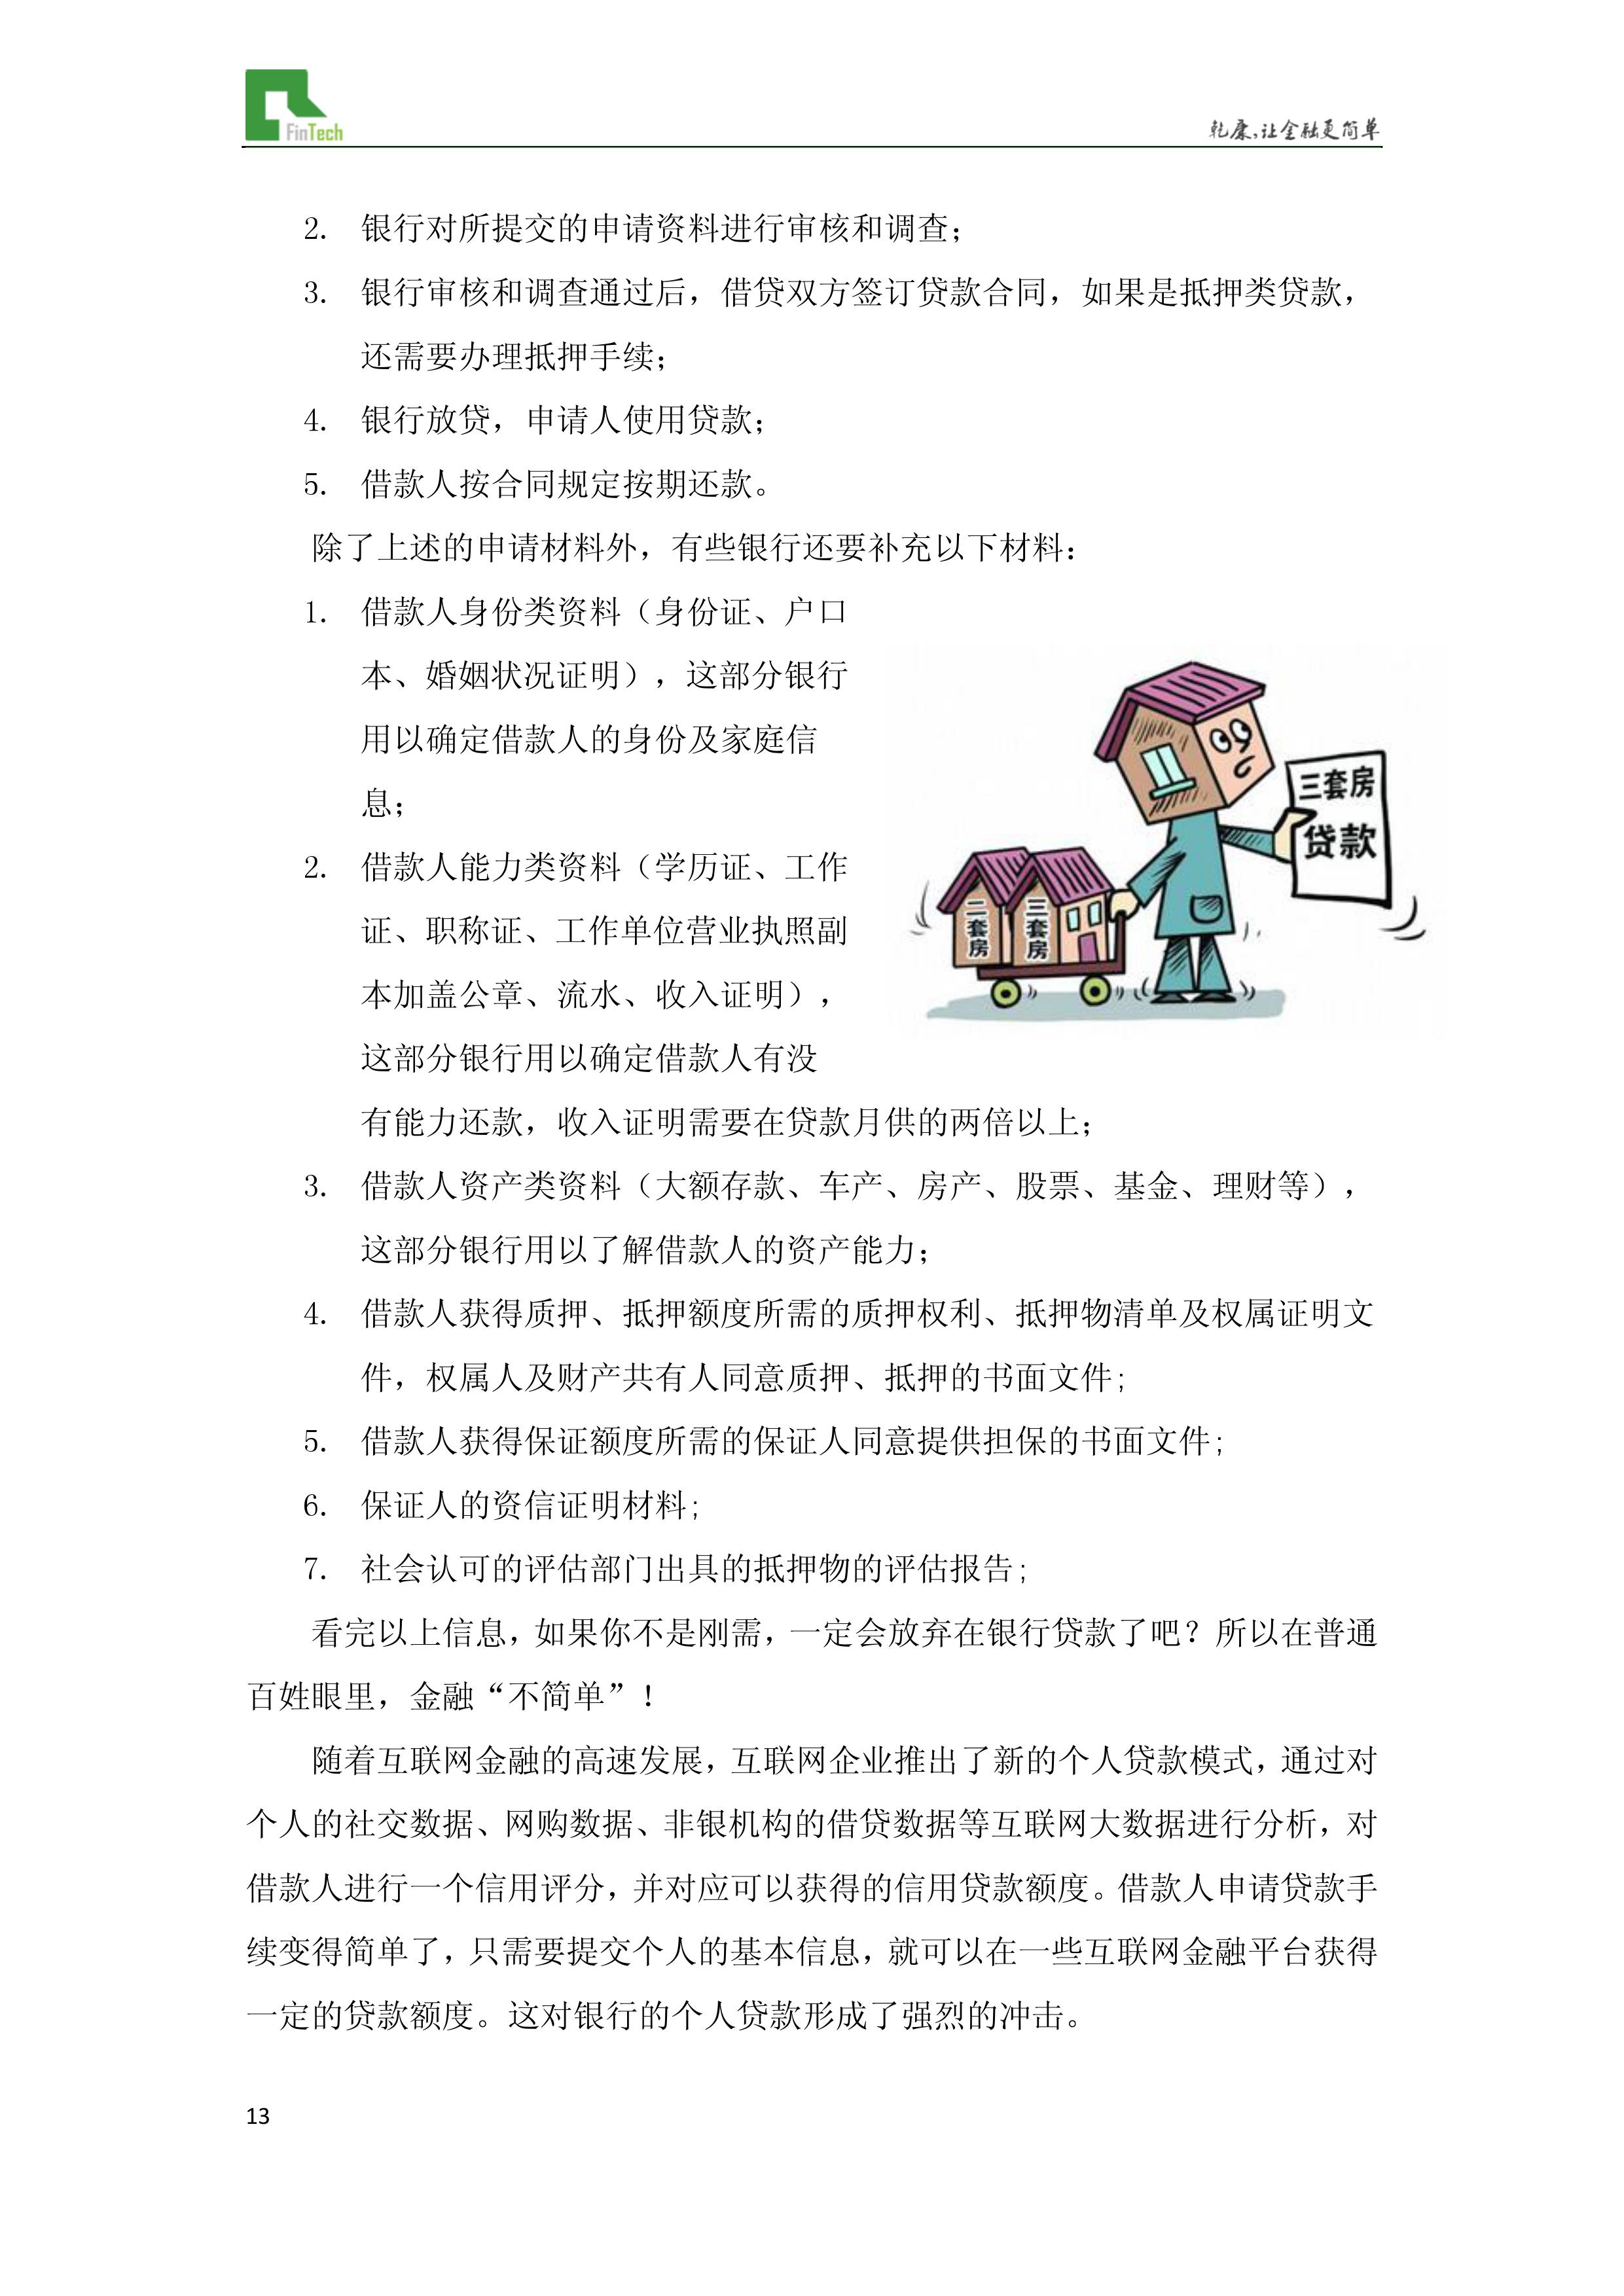 FinTech
乾康,让金融更简单
2. 银行对所提交的申请资料进行审核和调查；
3. 银行审核和调查通过后，借贷双方签订贷款合同，如果是抵押类贷款，
还需要办理抵押手续；
4. 银行放贷，申请人使用贷款；
5. 借款人按合同规定按期还款。
除了上述的申请材料外，有些银行还要补充以下材料：
1. 借款人身份类资料（身份证、户口
本、婚姻状况证明），这部分银行
用以确定借款人的身份及家庭信
息；
2. 借款人能力类资料（学历证、工作
证、职称证、工作单位营业执照副
本加盖公章、流水、收入证明），
这部分银行用以确定借款人有没
有能力还款，收入证明需要在贷款月供的两倍以上；
三套房
贷款
二套房
三套房
3. 借款人资产类资料（大额存款、车产、房产、股票、基金、理财等），
这部分银行用以了解借款人的资产能力；
4. 借款人获得质押、抵押额度所需的质押权利、抵押物清单及权属证明文
件，权属人及财产共有人同意质押、抵押的书面文件;
5. 借款人获得保证额度所需的保证人同意提供担保的书面文件;
6. 保证人的资信证明材料;
7. 社会认可的评估部门出具的抵押物的评估报告;
看完以上信息，如果你不是刚需，一定会放弃在银行贷款了吧？所以在普通
百姓眼里，金融“不简单”！
随着互联网金融的高速发展，互联网企业推出了新的个人贷款模式，通过对
个人的社交数据、网购数据、非银机构的借贷数据等互联网大数据进行分析，对
借款人进行一个信用评分，并对应可以获得的信用贷款额度。借款人申请贷款手
续变得简单了，只需要提交个人的基本信息，就可以在一些互联网金融平台获得
一定的贷款额度。这对银行的个人贷款形成了强烈的冲击。
13